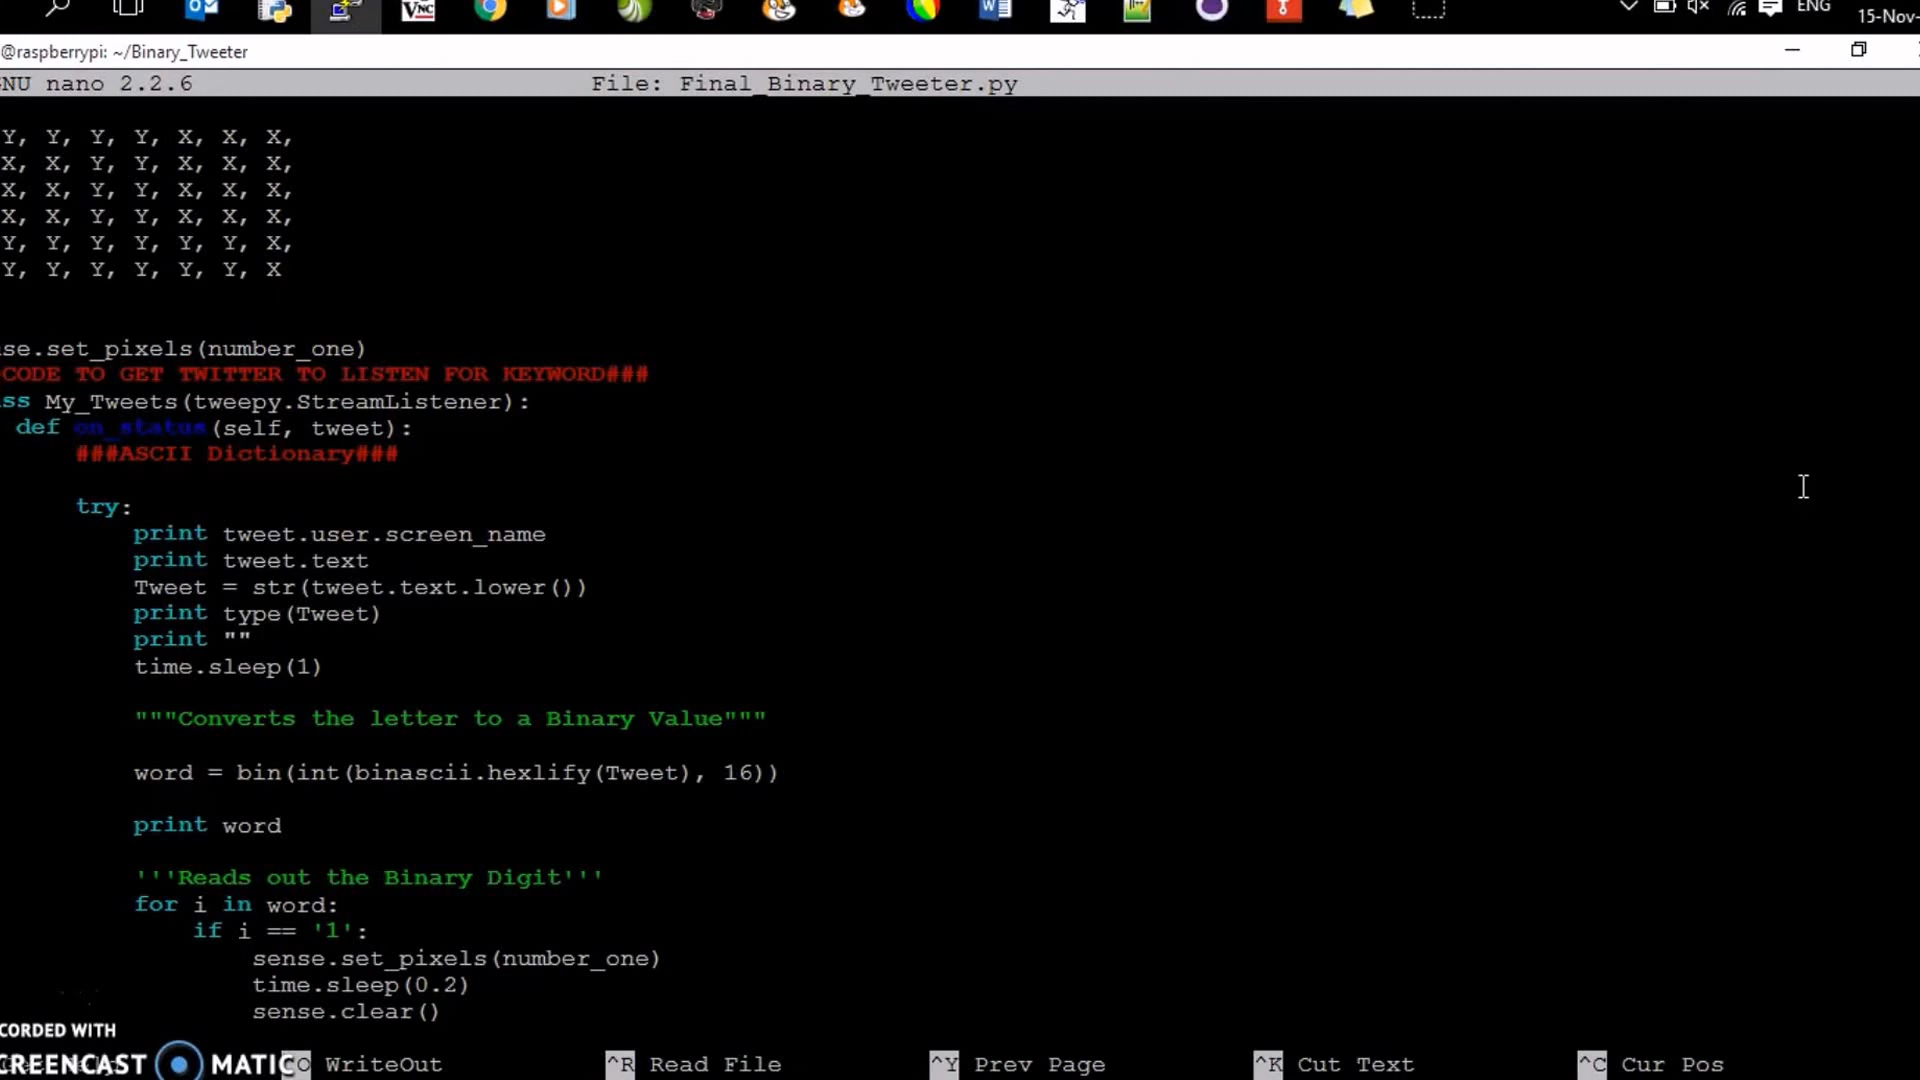 ENG
15-Nov-
@raspberrypi: ~/Binary_Tweeter
GNU nano 2.2.6 File: Final_Binary_Tweeter.py
Y, Y, Y, Y, X, X, X,
X, X, Y, Y, X, X, X,
X, X, Y, Y, X, X, X,
X, X, Y, Y, X, X, X,
Y, Y, Y, Y, Y, Y, X,
Y, Y, Y, Y, Y, Y, X
se.set_pixels(number_one)
CODE TO GET TWITTER TO LISTEN FOR KEYWORD###
ss My_Tweets(tweepy.StreamListener):
def on_status(self, tweet):
###ASCII Dictionary###
try:
print tweet.user.screen_name
print tweet.text
Tweet = str(tweet.text.lower())
print type(Tweet)
print ""
time.sleep(1)
"""Converts the letter to a Binary Value"""
word = bin(int(binascii.hexlify(Tweet), 16))
print word
'''Reads out the Binary Digit'''
for i in word:
if i == '1':
sense.set_pixels(number_one)
time.sleep(0.2)
sense.clear()
CORDED WITH
CREENCAST MATIC
^O WriteOut ^R Read File ^Y Prev Page ^K Cut Text ^C Cur Pos